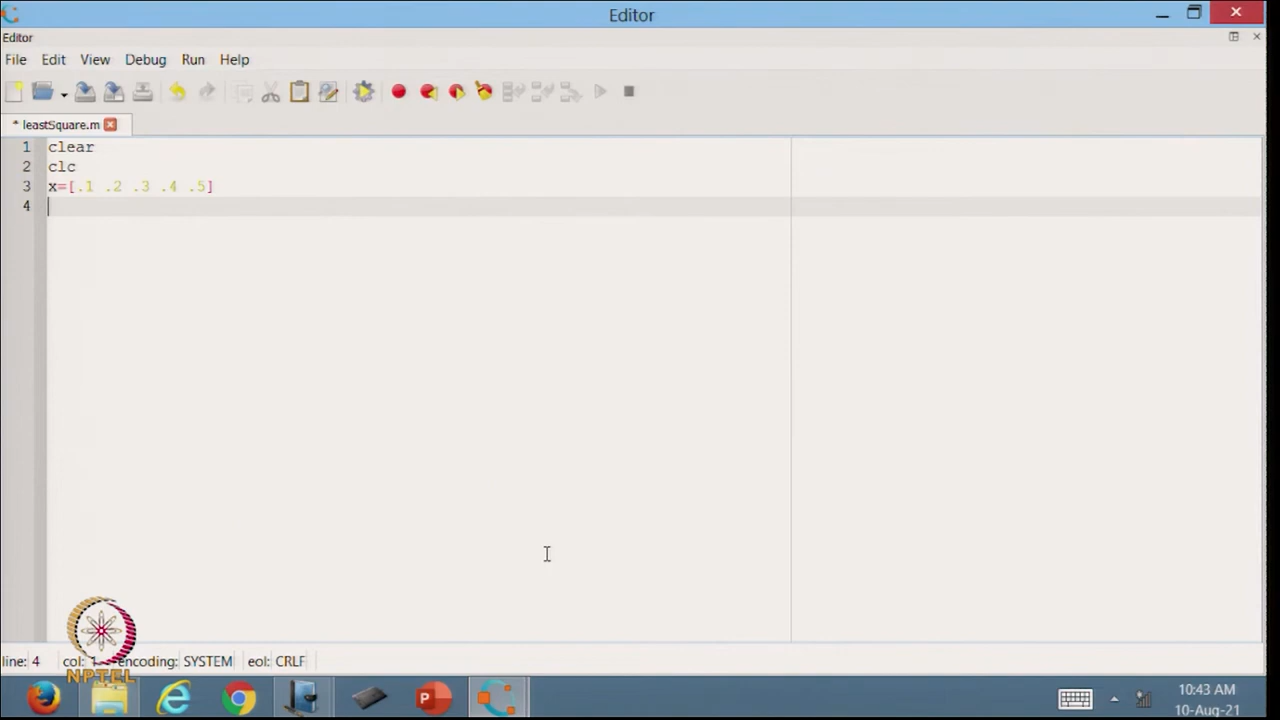 Editor
Editor
File Edit View Debug Run Help
* leastSquare.m
1 clear
2 clc
3 x=[.1 .2 .3 .4 .5]
4
line: 4 col: 1 encoding: SYSTEM eol: CRLF
NPTEL
10:43 AM
10-Aug-21